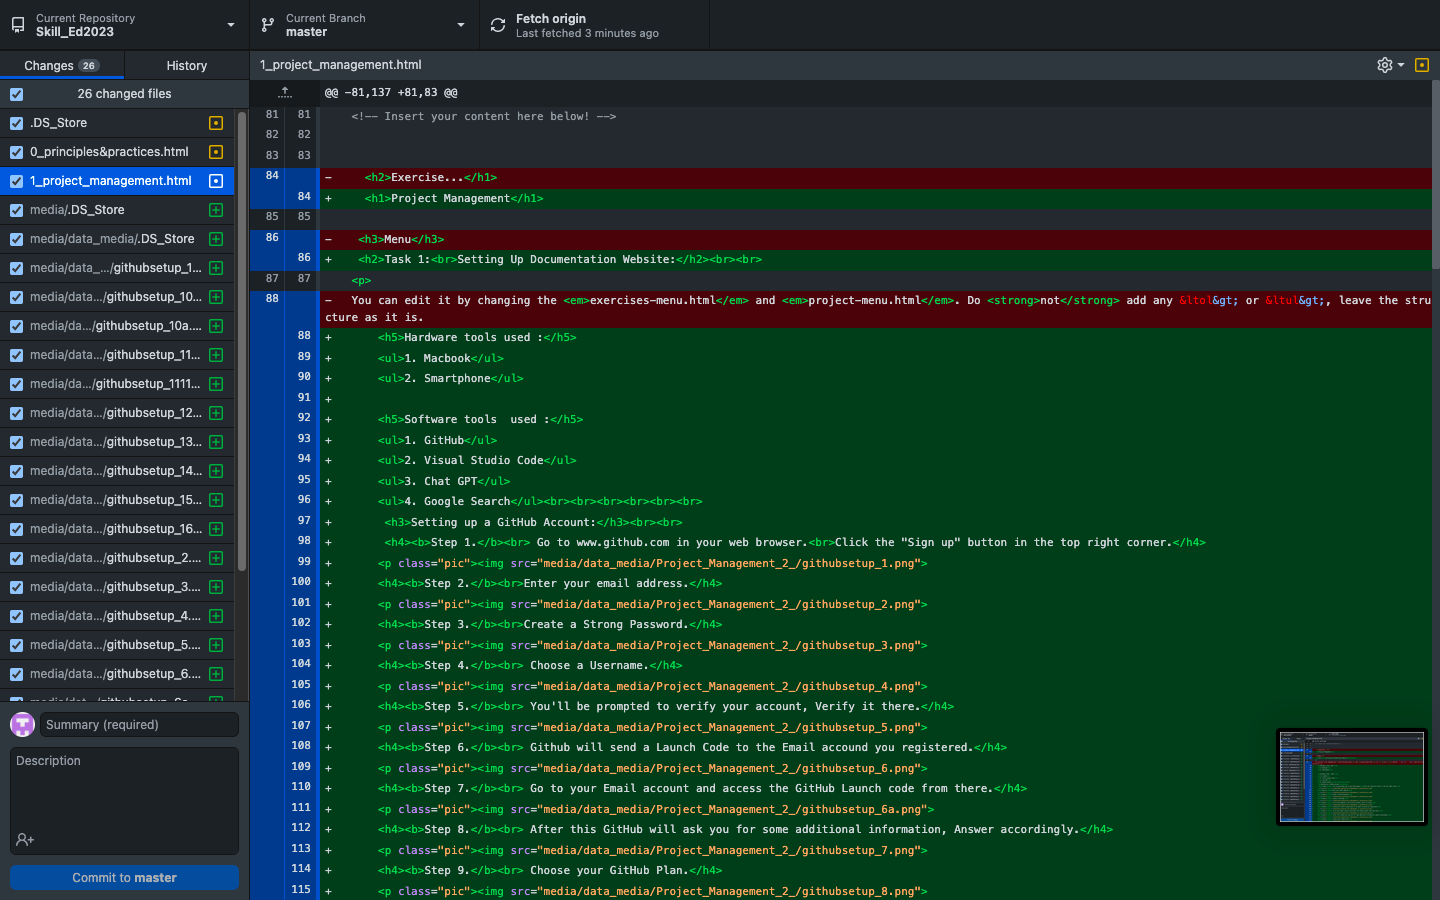 Current Repository
Skill_Ed2023
Current Branch
master
Fetch origin
Last fetched 3 minutes ago
Changes 26
History
1_project_management.html
26 changed files
.DS_Store
0_principles&practices.html
1_project_management.html
media/.DS_Store
media/data_media/.DS_Store
media/data_.../githubsetup_1...
media/data.../githubsetup_10...
media/da.../githubsetup_10a....
media/data.../githubsetup_11...
media/da.../githubsetup_1111...
media/data.../githubsetup_12...
media/data.../githubsetup_13...
media/data.../githubsetup_14...
media/data.../githubsetup_15...
media/data.../githubsetup_16...
media/data.../githubsetup_2....
media/data.../githubsetup_3....
media/data.../githubsetup_4....
media/data.../githubsetup_5....
media/data.../githubsetup_6....
Summary (required)
Description
Commit to master
@@ -81,137 +81,83 @@
81 81 <!-- Insert your content here below! -->
82 82
83 83
84 - <h2>Exercise...</h1>
84 + <h1>Project Management</h1>
85 85
86 - <h3>Menu</h3>
86 + <h2>Task 1:<br>Setting Up Documentation Website:</h2><br><br>
87 87 <p>
88 - You can edit it by changing the <em>exercises-menu.html</em> and <em>project-menu.html</em>. Do <strong>not</strong> add any &ltol&gt; or &ltul&gt;, leave the stru
cture as it is.
88 + <h5>Hardware tools used :</h5>
89 + <ul>1. Macbook</ul>
90 + <ul>2. Smartphone</ul>
91 +
92 + <h5>Software tools  used :</h5>
93 + <ul>1. GitHub</ul>
94 + <ul>2. Visual Studio Code</ul>
95 + <ul>3. Chat GPT</ul>
96 + <ul>4. Google Search</ul><br><br><br><br><br><br>
97 + <h3>Setting up a GitHub Account:</h3><br><br>
98 + <h4><b>Step 1.</b><br> Go to www.github.com in your web browser.<br>Click the "Sign up" button in the top right corner.</h4>
99 + <p class="pic"><img src="media/data_media/Project_Management_2_/githubsetup_1.png">
100 + <h4><b>Step 2.</b><br>Enter your email address.</h4>
101 + <p class="pic"><img src="media/data_media/Project_Management_2_/githubsetup_2.png">
102 + <h4><b>Step 3.</b><br>Create a Strong Password.</h4>
103 + <p class="pic"><img src="media/data_media/Project_Management_2_/githubsetup_3.png">
104 + <h4><b>Step 4.</b><br> Choose a Username.</h4>
105 + <p class="pic"><img src="media/data_media/Project_Management_2_/githubsetup_4.png">
106 + <h4><b>Step 5.</b><br> You'll be prompted to verify your account, Verify it there.</h4>
107 + <p class="pic"><img src="media/data_media/Project_Management_2_/githubsetup_5.png">
108 + <h4><b>Step 6.</b><br> Github will send a Launch Code to the Email accound you registered.</h4>
109 + <p class="pic"><img src="media/data_media/Project_Management_2_/githubsetup_6.png">
110 + <h4><b>Step 7.</b><br> Go to your Email account and access the GitHub Launch code from there.</h4>
111 + <p class="pic"><img src="media/data_media/Project_Management_2_/githubsetup_6a.png">
112 + <h4><b>Step 8.</b><br> After this GitHub will ask you for some additional information, Answer accordingly.</h4>
113 + <p class="pic"><img src="media/data_media/Project_Management_2_/githubsetup_7.png">
114 + <h4><b>Step 9.</b><br> Choose your GitHub Plan.</h4>
115 + <p class="pic"><img src="media/data_media/Project_Management_2_/githubsetup_8.png">